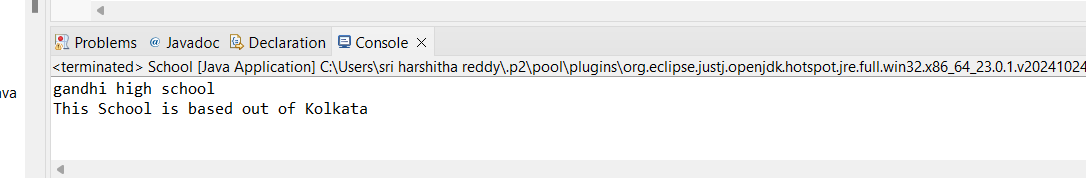 Problems @ Javadoc Declaration Console
<terminated> School [Java Application] C:\Users\sri harshitha reddy\.p2\pool\plugins\org.eclipse.justj.openjdk.hotspot.jre.full.win32.x86_64_23.0.1.v20241024
gandhi high school
ava
This School is based out of Kolkata